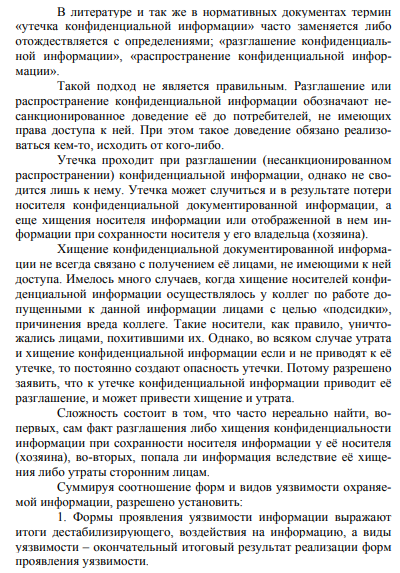 В литературе и так же в нормативных документах термин
«утечка конфиденциальной информации» часто заменяется либо
отождествляется с определениями; «разглашение конфиденциаль-
ной информации», «распространение конфиденциальной инфор-
мации».
Такой подход не является правильным. Разглашение или
распространение конфиденциальной информации обозначают не-
санкционированное доведение её до потребителей, не имеющих
права доступа к ней. При этом такое доведение обязано реализо-
ваться кем-то, исходить от кого-либо.
Утечка проходит при разглашении (несанкционированном
распространении) конфиденциальной информации, однако не сво-
дится лишь к нему. Утечка может случиться и в результате потери
носителя конфиденциальной документированной информации, а
еще хищения носителя информации или отображенной в нем ин-
формации при сохранности носителя у его владельца (хозяина).
Хищение конфиденциальной документированной информа-
ции не всегда связано с получением её лицами, не имеющими к ней
доступа. Имелось много случаев, когда хищение носителей конфи-
денциальной информации осуществлялось у коллег по работе до-
пущенными к данной информации лицами с целью «подсидки»,
причинения вреда коллеге. Такие носители, как правило, уничто-
жались лицами, похитившими их. Однако, во всяком случае утрата
и хищение конфиденциальной информации если и не приводят к её
утечке, то постоянно создают опасность утечки. Потому разрешено
заявить, что к утечке конфиденциальной информации приводит её
разглашение, и может привести хищение и утрата.
Сложность состоит в том, что часто нереально найти, во-
первых, сам факт разглашения либо хищения конфиденциальности
информации при сохранности носителя информации у её носителя
(хозяина), во-вторых, попала ли информация вследствие её хище-
ния либо утраты сторонним лицам.
Суммируя соотношение форм и видов уязвимости охраняе-
мой информации, разрешено установить:
1. Формы проявления уязвимости информации выражают
итоги дестабилизирующего, воздействия на информацию, а виды
уязвимости – окончательный итоговый результат реализации форм
проявления уязвимости.